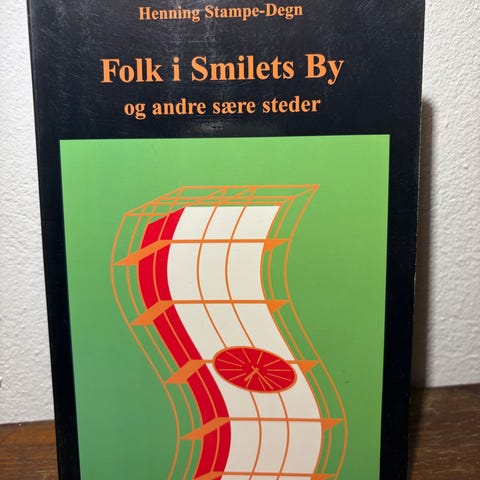 Henning Stampe-Degn
Folk i Smilets By
og andre sære steder